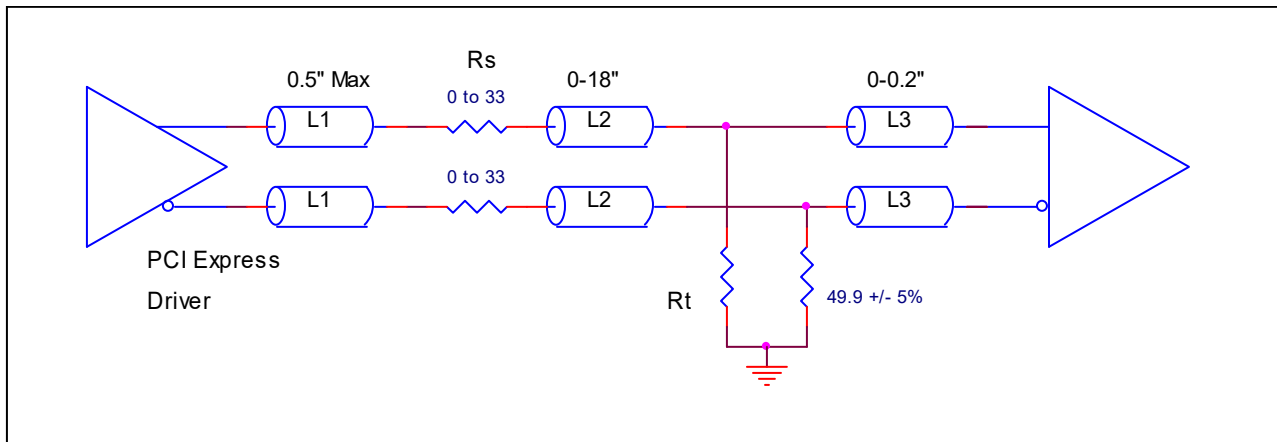 Rs
0.5" Max
0 to 33
0-18"
0-0.2"
L1
L2
L3
0 to 33
L1
L2
L3
PCI Express
Driver
Rt
49.9 +/- 5%